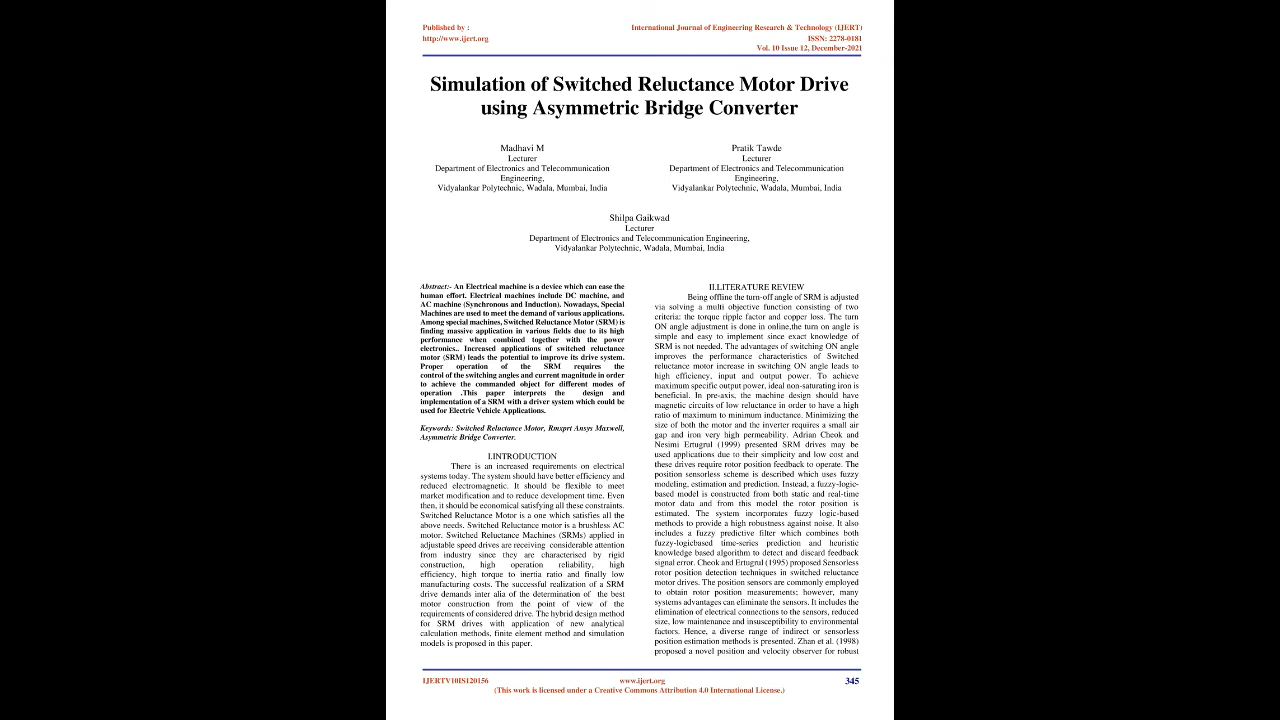 Published by :
http://www.ijert.org
International Journal of Engineering Research & Technology (IJERT)
ISSN: 2278-0181
Vol. 10 Issue 12, December-2021
Simulation of Switched Reluctance Motor Drive
using Asymmetric Bridge Converter
Madhavi M
Lecturer
Department of Electronics and Telecommunication
Engineering,
Vidyalankar Polytechnic, Wadala, Mumbai, India
Pratik Tawde
Lecturer
Department of Electronics and Telecommunication
Engineering,
Vidyalankar Polytechnic, Wadala, Mumbai, India
Shilpa Gaikwad
Lecturer
Department of Electronics and Telecommunication Engineering,
Vidyalankar Polytechnic, Wadala, Mumbai, India
Abstract:- An Electrical machine is a device which can ease the
human effort. Electrical machines include DC machine, and
AC machine (Synchronous and Induction). Nowadays, Special
Machines are used to meet the demand of various applications.
Among special machines, Switched Reluctance Motor (SRM) is
finding massive application in various fields due to its high
performance when combined together with the power
electronics.. Increased applications of switched reluctance
motor (SRM) leads the potential to improve its drive system.
Proper operation of the SRM requires the
control of the switching angles and current magnitude in order
to achieve the commanded object for different modes of
operation .This paper interprets the design and
implementation of a SRM with a driver system which could be
used for Electric Vehicle Applications.
Keywords: Switched Reluctance Motor, Rmxprt Ansys Maxwell,
Asymmetric Bridge Converter.
I.INTRODUCTION
There is an increased requirements on electrical
systems today. The system should have better efficiency and
reduced electromagnetic. It should be flexible to meet
market modification and to reduce development time. Even
then, it should be economical satisfying all these constraints.
Switched Reluctance Motor is a one which satisfies all the
above needs. Switched Reluctance motor is a brushless AC
motor. Switched Reluctance Machines (SRMs) applied in
adjustable speed drives are receiving considerable attention
from industry since they are characterised by rigid
construction, high operation reliability, high
efficiency, high torque to inertia ratio and finally low
manufacturing costs. The successful realization of a SRM
drive demands inter alia of the determination of the best
motor construction from the point of view of the
requirements of considered drive. The hybrid design method
for SRM drives with application of new analytical
calculation methods, finite element method and simulation
models is proposed in this paper.
II.LITERATURE REVIEW
Being offline the turn-off angle of SRM is adjusted
via solving a multi objective function consisting of two
criteria: the torque ripple factor and copper loss. The turn
ON angle adjustment is done in online,the turn on angle is
simple and easy to implement since exact knowledge of
SRM is not needed. The advantages of switching ON angle
improves the performance characteristics of Switched
reluctance motor increase in switching ON angle leads to
high efficiency, input and output power. To achieve
maximum specific output power, ideal non-saturating iron is
beneficial. In pre-axis, the machine design should have
magnetic circuits of low reluctance in order to have a high
ratio of maximum to minimum inductance. Minimizing the
size of both the motor and the inverter requires a small air
gap and iron very high permeability. Adrian Cheok and
Nesimi Ertugrul (1999) presented SRM drives may be
used applications due to their simplicity and low cost and
these drives require rotor position feedback to operate. The
position sensorless scheme is described which uses fuzzy
modeling, estimation and prediction. Instead, a fuzzy-logic-
based model is constructed from both static and real-time
motor data and from this model the rotor position is
estimated. The system incorporates fuzzy logic-based
methods to provide a high robustness against noise. It also
includes a fuzzy predictive filter which combines both
fuzzy-logicbased time-series prediction and heuristic
knowledge based algorithm to detect and discard feedback
signal error. Cheok and Ertugrul (1995) proposed Sensorless
rotor position detection techniques in switched reluctance
motor drives. The position sensors are commonly employed
to obtain rotor position measurements; however, many
systems advantages can eliminate the sensors. It includes the
elimination of electrical connections to the sensors, reduced
size, low maintenance and insusceptibility to environmental
factors. Hence, a diverse range of indirect or sensorless
position estimation methods is presented. Zhan et al. (1998)
proposed a novel position and velocity observer for robust
IJERTV10IS120156
www.ijert.org
345
(This work is licensed under a Creative Commons Attribution 4.0 International License.)